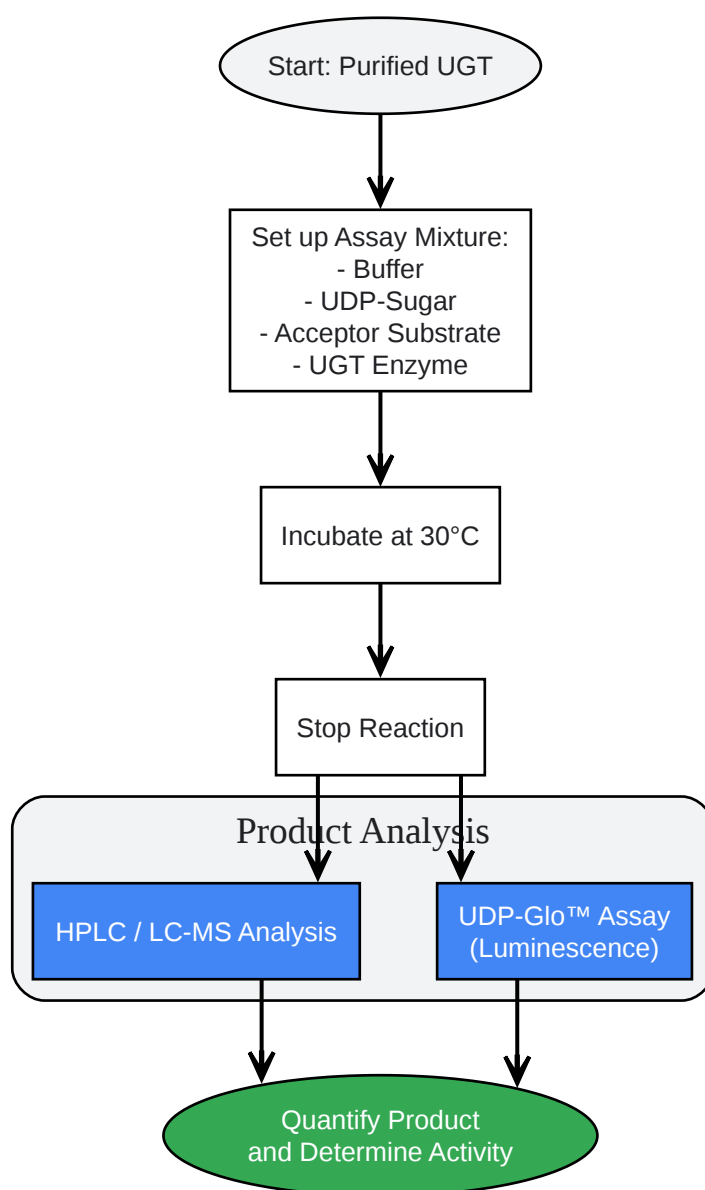 Start: Purified UGT
Set up Assay Mixture:
- Buffer
- UDP-Sugar
- Acceptor Substrate
- UGT Enzyme
Incubate at 30°C
Stop Reaction
Product Analysis
HPLC / LC-MS Analysis
UDP-Glo™ Assay
(Luminescence)
Quantify Product
and Determine Activity